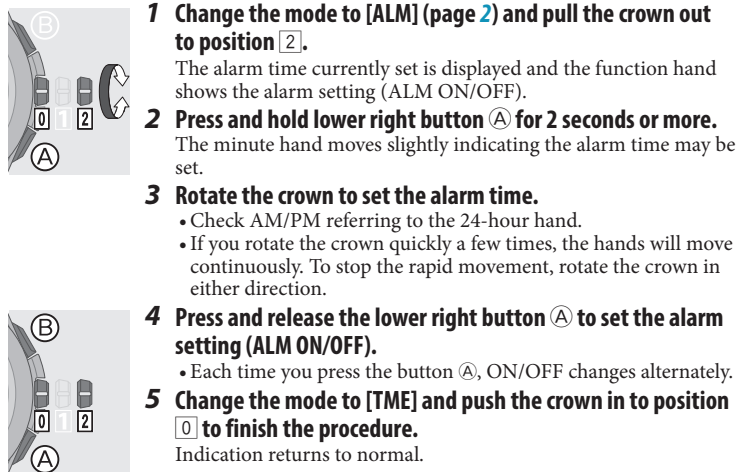 1 Change the mode to [ALM] (page 2) and pull the crown out
to position 2.
The alarm time currently set is displayed and the function hand
shows the alarm setting (ALM ON/OFF).
2 Press and hold lower right button Ⓐ for 2 seconds or more.
The minute hand moves slightly indicating the alarm time may be
set.
3 Rotate the crown to set the alarm time.
• Check AM/PM referring to the 24-hour hand.
• If you rotate the crown quickly a few times, the hands will move
continuously. To stop the rapid movement, rotate the crown in
either direction.
4 Press and release the lower right button Ⓐ to set the alarm
setting (ALM ON/OFF).
• Each time you press the button Ⓐ, ON/OFF changes alternately.
5 Change the mode to [TME] and push the crown in to position
0 to finish the procedure.
Indication returns to normal.
Ⓑ
0 1 2
Ⓐ
Ⓑ
0 1 2
Ⓐ